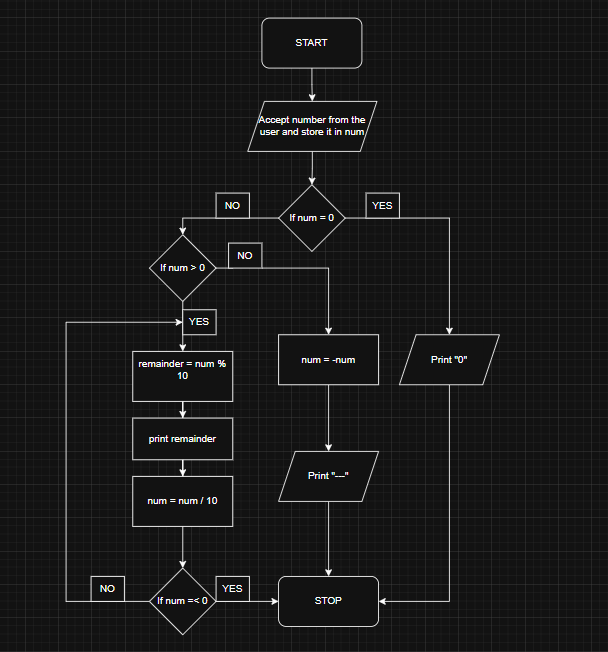 START
Accept number from the
user and store it in num
NO
YES
If num = 0
NO
If num > 0
YES
remainder = num %
10
num = -num
Print "0"
print remainder
Print "---"
num = num / 10
NO
YES
If num =< 0
STOP